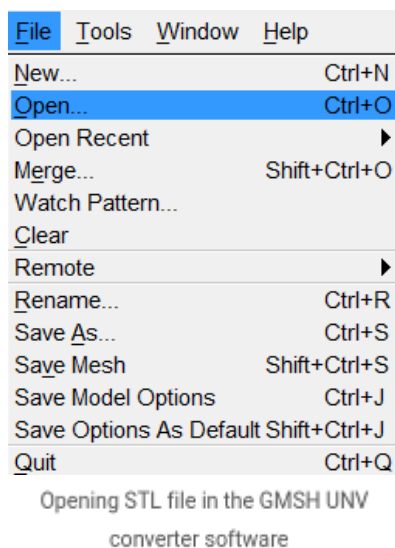 File Tools Window Help
New... Ctrl+N
Open... Ctrl+O
Open Recent
Merge... Shift+Ctrl+O
Watch Pattern...
Clear
Remote
Rename... Ctrl+R
Save As... Ctrl+S
Save Mesh Shift+Ctrl+S
Save Model Options Ctrl+J
Save Options As Default Shift+Ctrl+J
Quit Ctrl+Q
Opening STL file in the GMSH UNV
converter software